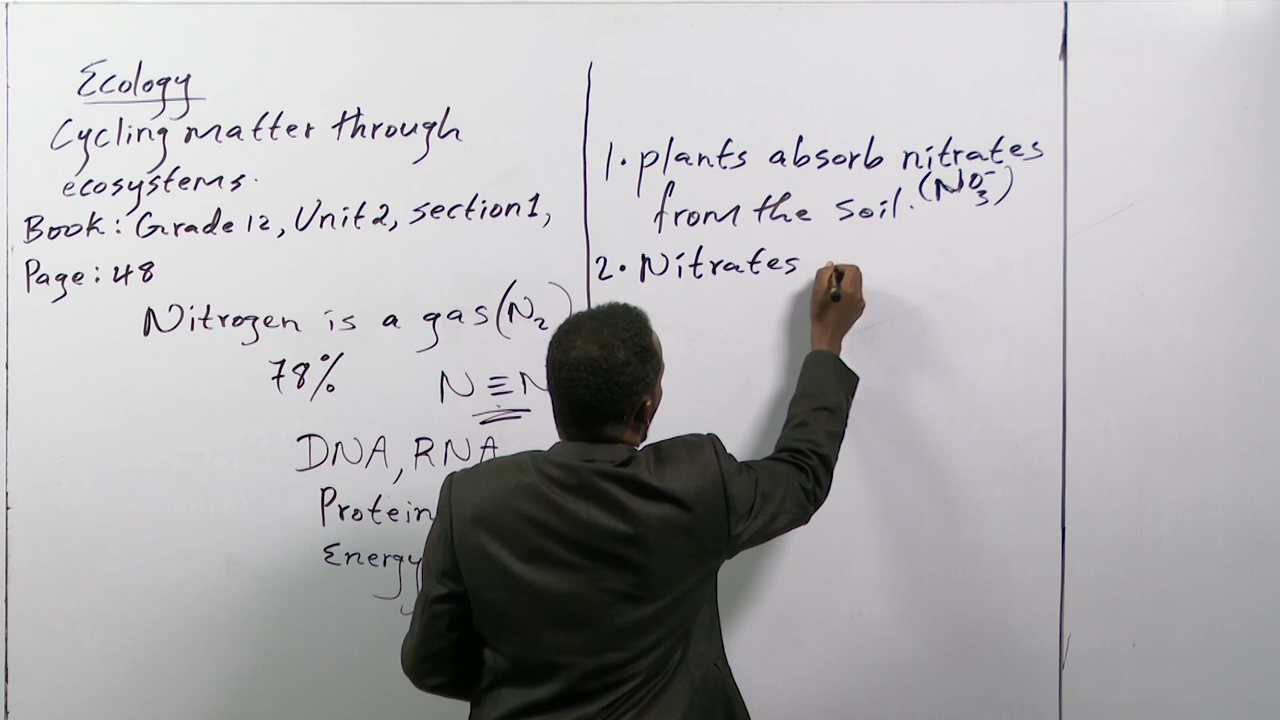 Ecology
Cycling matter through
ecosystems.
Book: Grade 12, Unit 2, section 1,
Page: 48
Nitrogen is a gas (N2)
78%
N≡N
DNA, RNA
Protein
Energy
1. plants absorb nitrates
from the soil. (NO3-)
2. Nitrates